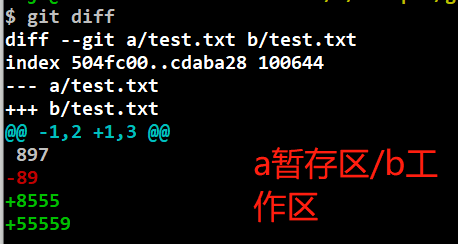 $ git diff
diff --git a/test.txt b/test.txt
index 504fc00..cdaba28 100644
--- a/test.txt
+++ b/test.txt
@@ -1,2 +1,3 @@
 897
-89
+8555
+55559
a暂存区/b工
作区